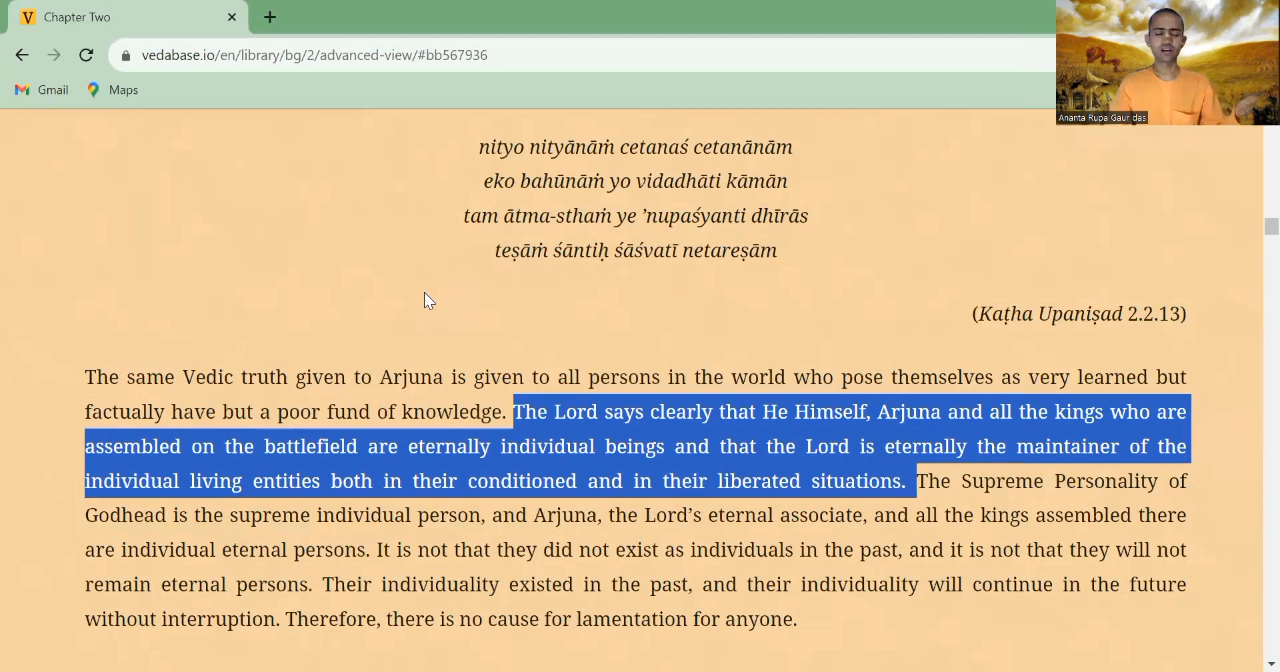 V Chapter Two
vedabase.io/en/library/bg/2/advanced-view/#bb567936
Gmail Maps
Ananta Rupa Gaur das
nityo nityānāṁ cetanaś cetanānām
eko bahūnāṁ yo vidadhāti kāmān
tam ātma-sthaṁ ye ’nupaśyanti dhīrās
teṣāṁ śāntiḥ śāśvatī netareṣām
(Kaṭha Upaniṣad 2.2.13)
The same Vedic truth given to Arjuna is given to all persons in the world who pose themselves as very learned but
factually have but a poor fund of knowledge. The Lord says clearly that He Himself, Arjuna and all the kings who are
assembled on the battlefield are eternally individual beings and that the Lord is eternally the maintainer of the
individual living entities both in their conditioned and in their liberated situations. The Supreme Personality of
Godhead is the supreme individual person, and Arjuna, the Lord’s eternal associate, and all the kings assembled there
are individual eternal persons. It is not that they did not exist as individuals in the past, and it is not that they will not
remain eternal persons. Their individuality existed in the past, and their individuality will continue in the future
without interruption. Therefore, there is no cause for lamentation for anyone.